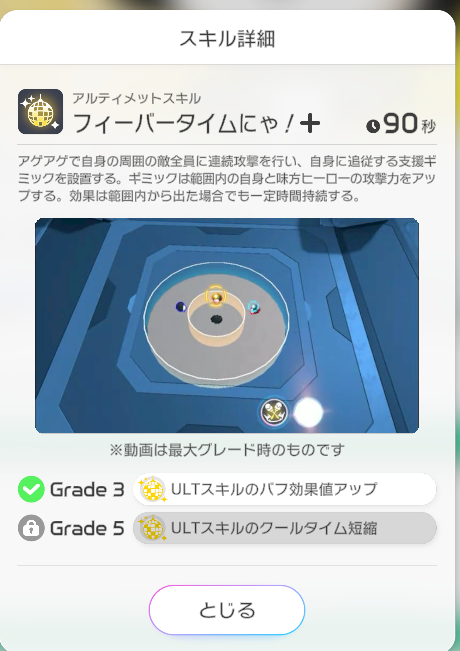 スキル詳細
アルティメットスキル
フィーバータイムにゃ！＋
90秒
アゲアゲで自身の周囲の敵全員に連続攻撃を行い、自身に追従する支援ギ
ミックを設置する。ギミックは範囲内の自身と味方ヒーローの攻撃力をアッ
プする。効果は範囲内から出た場合でも一定時間持続する。
※動画は最大グレード時のものです
Grade 3 ULTスキルのバフ効果値アップ
Grade 5 ULTスキルのクールタイム短縮
とじる